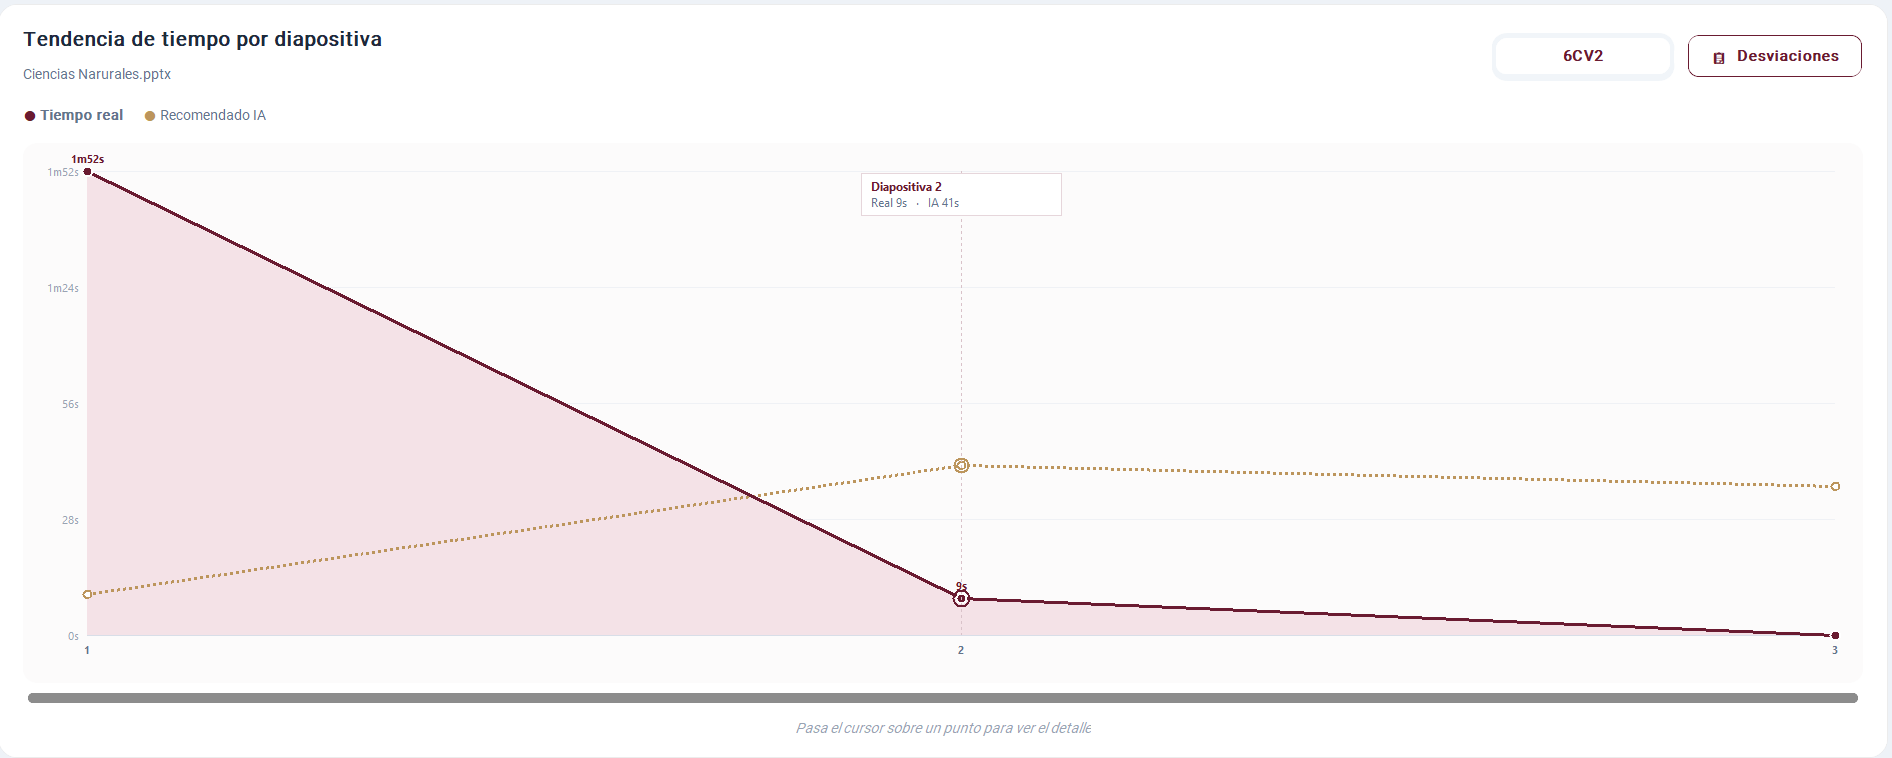 Tendencia de tiempo por diapositiva
Ciencias Narurales.pptx
6CV2
Desviaciones
Tiempo real
Recomendado IA
1m52s
1m52s
1m24s
56s
28s
0s
Diapositiva 2
Real 9s · IA 41s
9s
1
2
3
Pasa el cursor sobre un punto para ver el detalle